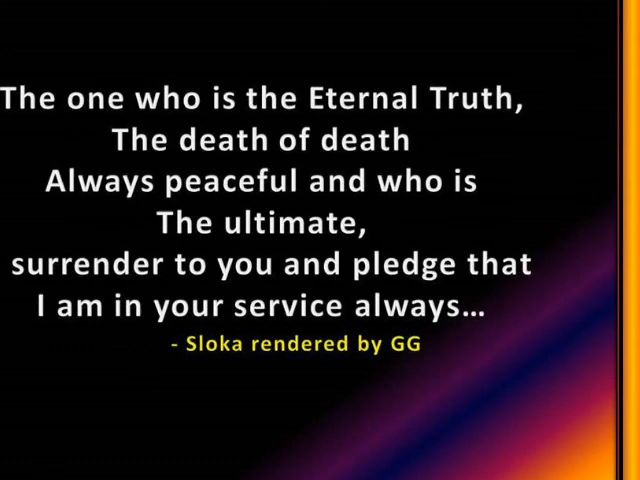 The one who is the Eternal Truth,
The death of death
Always peaceful and who is
The ultimate,
surrender to you and pledge that
I am in your service always…
- Sloka rendered by GG